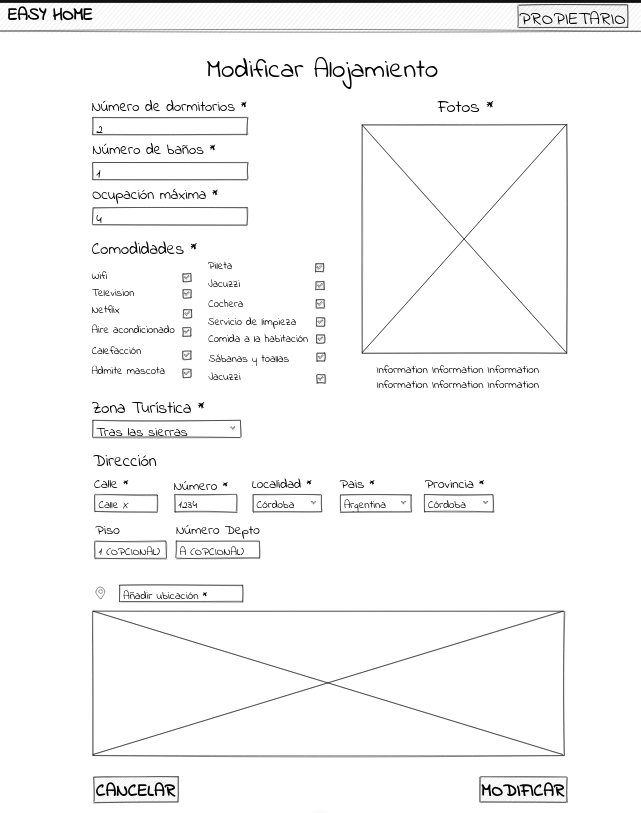 EASY HOME
PROPIETARIO
Modificar Alojamiento
Número de dormitorios *
2
Número de baños *
1
Ocupación máxima *
4
Fotos *
Information Information Information
Information Information Information
Comodidades *
Wifi
Television
Netflix
Aire acondicionado
Calefacción
Admite mascota
Pileta
Jacuzzi
Cochera
Servicio de limpieza
Comida a la habitación
Sábanas y toallas
Jacuzzi
Zona Turística *
Tras las sierras
Dirección
Calle * Número * Localidad * Pais * Provincia *
Calle X 1234 Córdoba Argentina Córdoba
Piso Número Depto
1 (OPCIONAL) A (OPCIONAL)
Añadir ubicación *
CANCELAR MODIFICAR